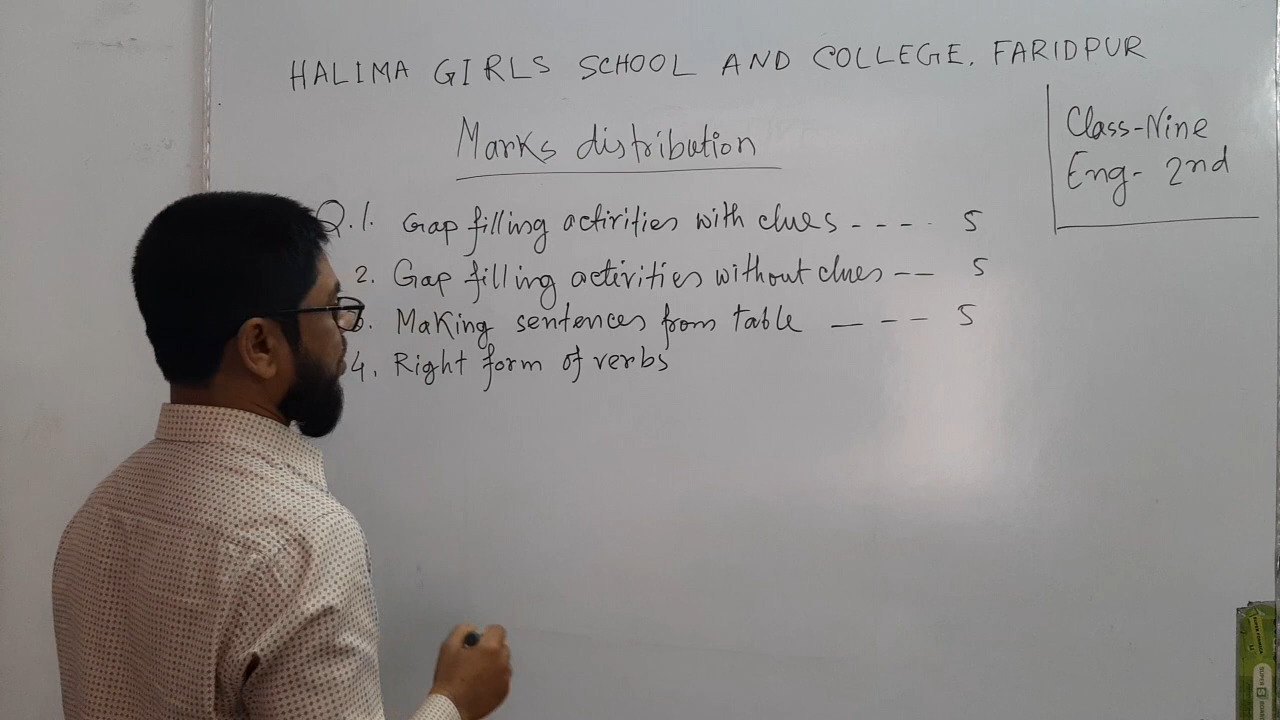 HALIMA GIRLS SCHOOL AND COLLEGE. FARIDPUR
Marks distribution
Class-Nine
Eng- 2nd
Q.1. Gap filling activities with clues ---- 5
2. Gap filling activities without clues -- 5
3. Making sentences from table --- 5
4. Right form of verbs